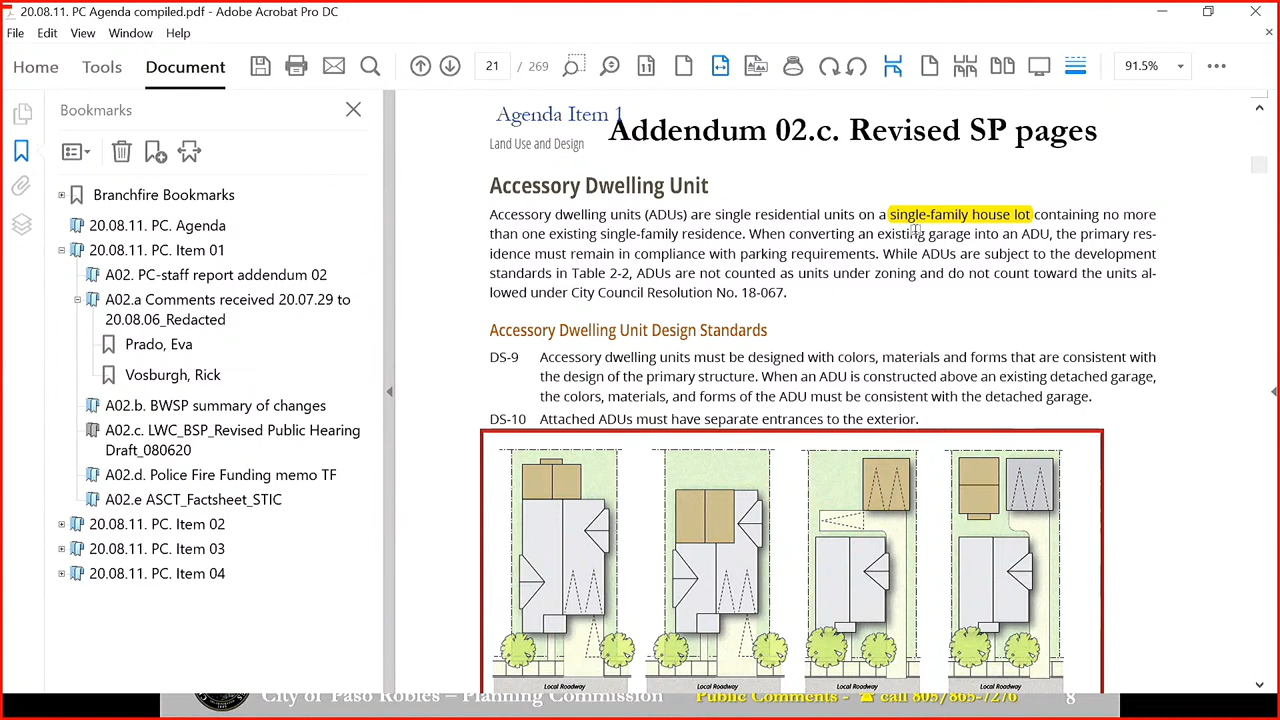 20.08.11. PC Agenda compiled.pdf - Adobe Acrobat Pro DC
File Edit View Window Help
Home Tools Document 21 / 269 91.5%
Bookmarks
Branchfire Bookmarks
20.08.11. PC. Agenda
20.08.11. PC. Item 01
A02. PC-staff report addendum 02
A02.a Comments received 20.07.29 to
20.08.06_Redacted
Prado, Eva
Vosburgh, Rick
A02.b. BWSP summary of changes
A02.c. LWC_BSP_Revised Public Hearing
Draft_080620
A02.d. Police Fire Funding memo TF
A02.e ASCT_Factsheet_STIC
20.08.11. PC. Item 02
20.08.11. PC. Item 03
20.08.11. PC. Item 04
Agenda Item 1
Addendum 02.c. Revised SP pages
Land Use and Design
Accessory Dwelling Unit
Accessory dwelling units (ADUs) are single residential units on a single-family house lot containing no more
than one existing single-family residence. When converting an existing garage into an ADU, the primary res-
idence must remain in compliance with parking requirements. While ADUs are subject to the development
standards in Table 2-2, ADUs are not counted as units under zoning and do not count toward the units al-
lowed under City Council Resolution No. 18-067.
Accessory Dwelling Unit Design Standards
DS-9 Accessory dwelling units must be designed with colors, materials and forms that are consistent with
the design of the primary structure. When an ADU is constructed above an existing detached garage,
the colors, materials, and forms of the ADU must be consistent with the detached garage.
DS-10 Attached ADUs must have separate entrances to the exterior.
Local Roadway Local Roadway Local Roadway Local Roadway
City of Paso Robles – Planning Commission Public Comments - ☎ call 805/865-7276 8